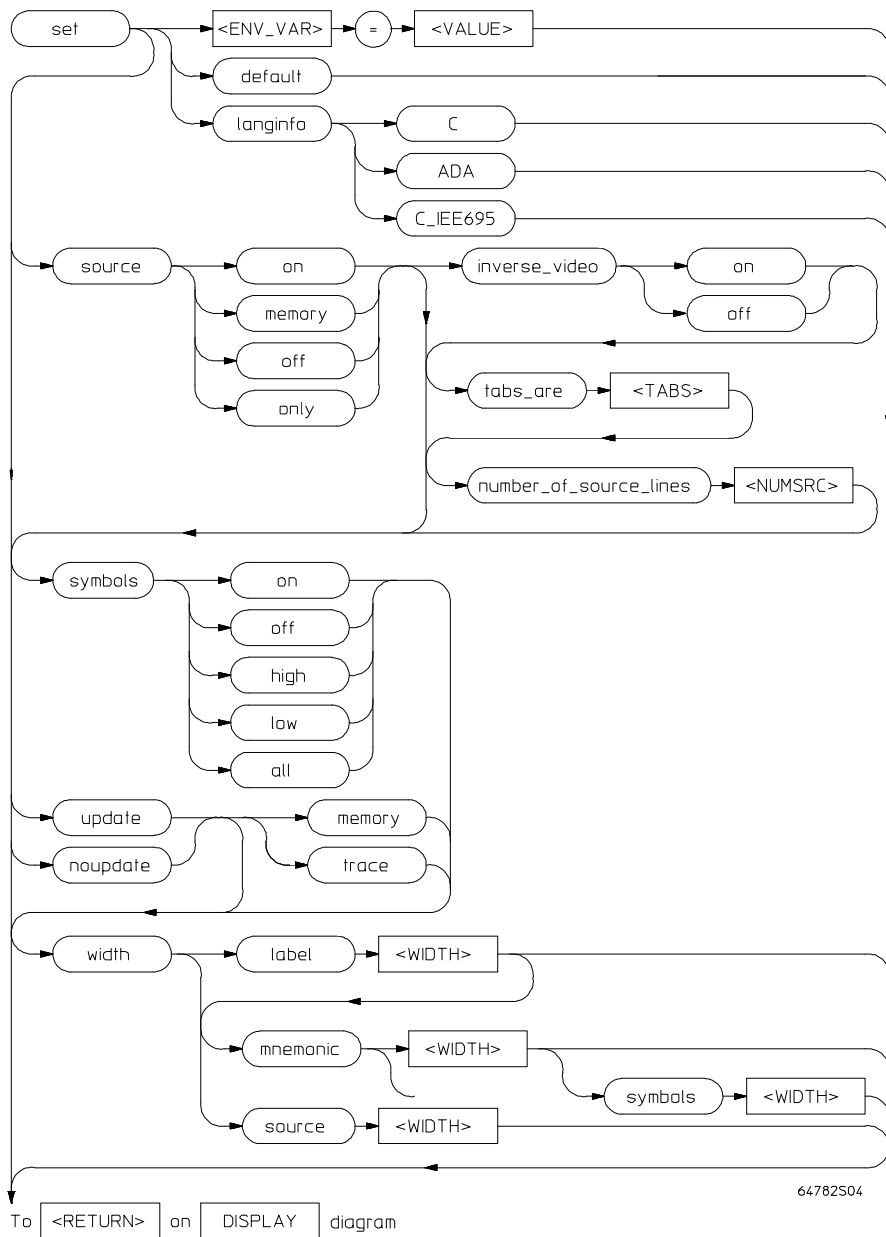 set <ENV_VAR> = <VALUE>
default
langinfo C
ADA
C_IEE695
source on inverse_video on
memory off
off tabs_are <TABS>
only
number_of_source_lines <NUMSRC>
symbols on
off
high
low
all
update memory
noupdate trace
width label <WIDTH>
mnemonic <WIDTH>
symbols <WIDTH>
source <WIDTH>
64782S04
To <RETURN> on DISPLAY diagram